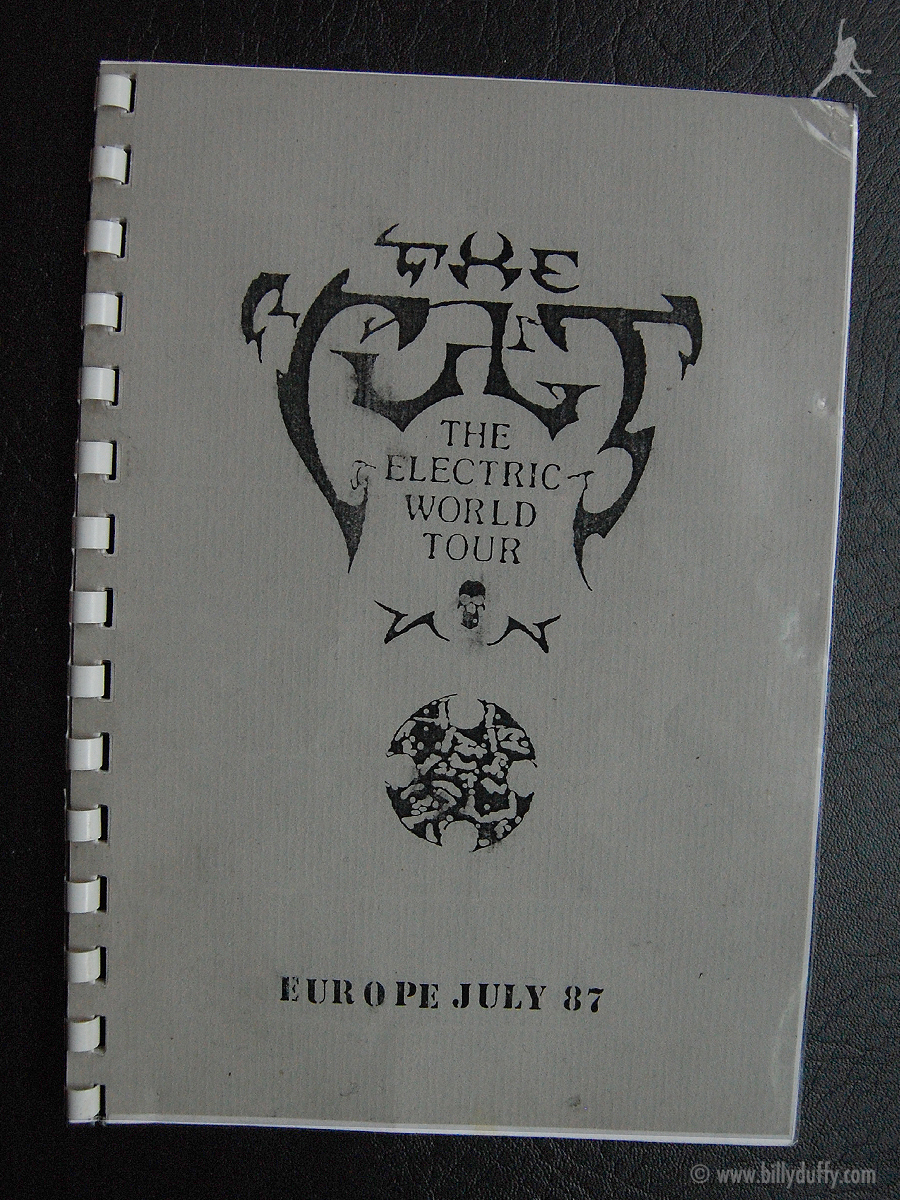 THE
CULT
THE
ELECTRIC
WORLD
TOUR
EUROPE JULY 87
© www.billyduffy.com